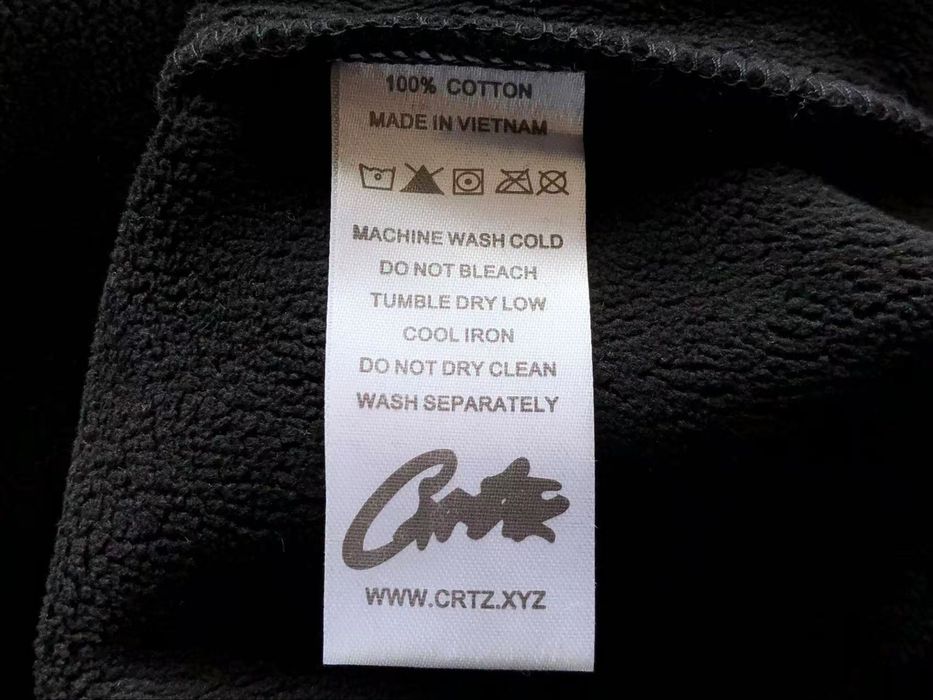 100% COTTON
MADE IN VIETNAM
MACHINE WASH COLD
DO NOT BLEACH
TUMBLE DRY LOW
COOL IRON
DO NOT DRY CLEAN
WASH SEPARATELY
Crtz
WWW.CRTZ.XYZ